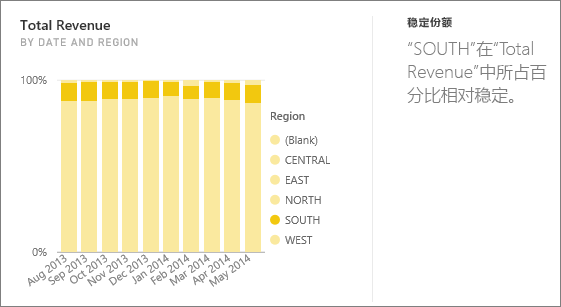 Total Revenue
BY DATE AND REGION
100%
0%
Aug 2013
Sep 2013
Oct 2013
Nov 2013
Dec 2013
Jan 2014
Feb 2014
Mar 2014
Apr 2014
May 2014
Region
(Blank)
CENTRAL
EAST
NORTH
SOUTH
WEST
稳定份额
“SOUTH”在“Total
Revenue”中所占百
分比相对稳定。